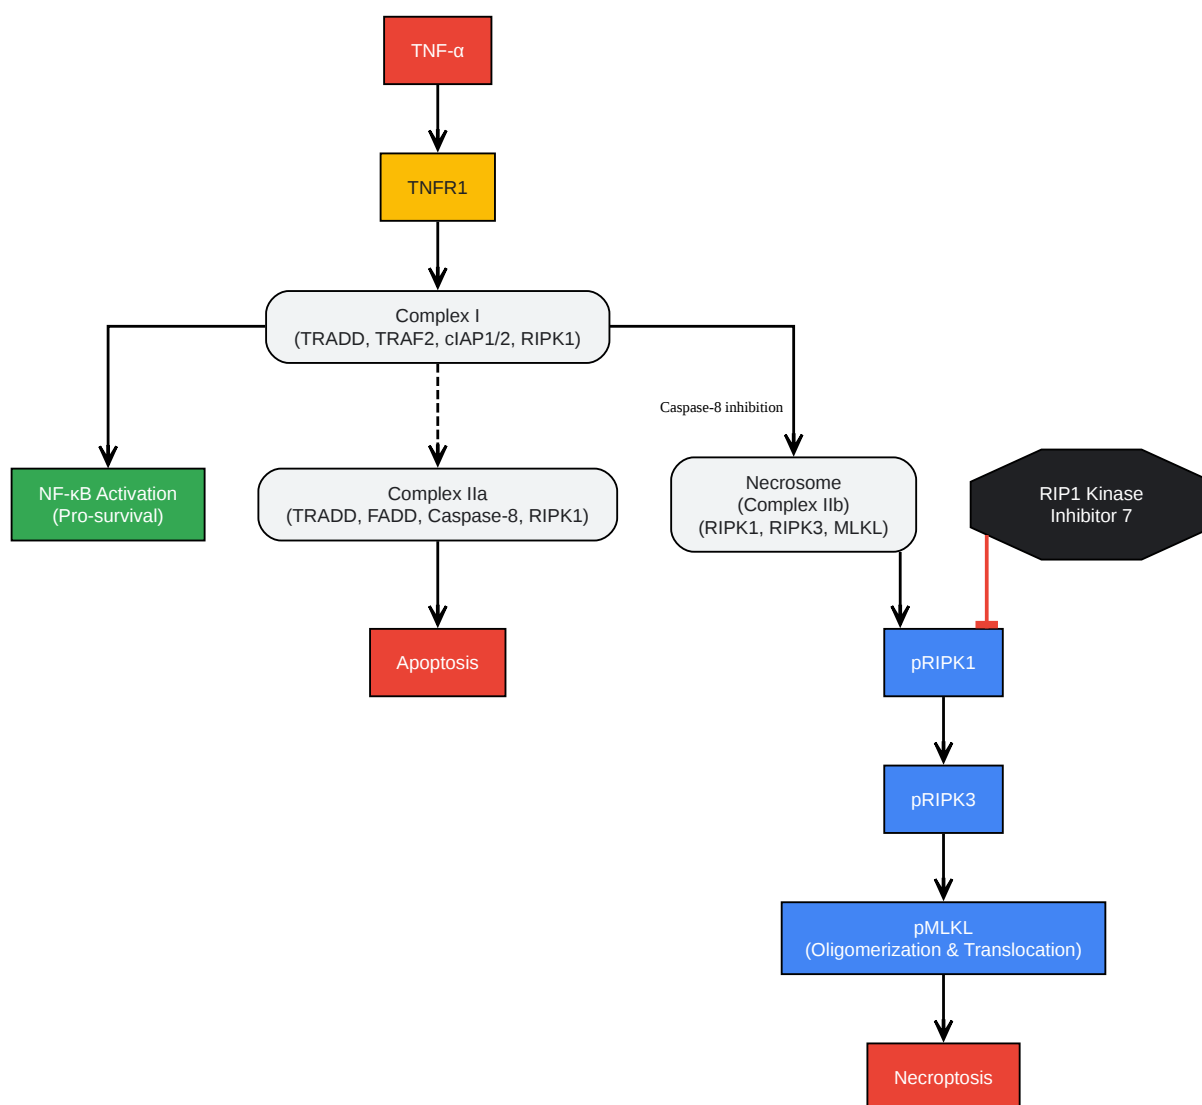 TNF-α
TNFR1
Complex I
(TRADD, TRAF2, cIAP1/2, RIPK1)
Caspase-8 inhibition
NF-κB Activation
(Pro-survival)
Complex IIa
(TRADD, FADD, Caspase-8, RIPK1)
Necrosome
(Complex IIb)
(RIPK1, RIPK3, MLKL)
RIP1 Kinase
Inhibitor 7
Apoptosis
pRIPK1
pRIPK3
pMLKL
(Oligomerization & Translocation)
Necroptosis